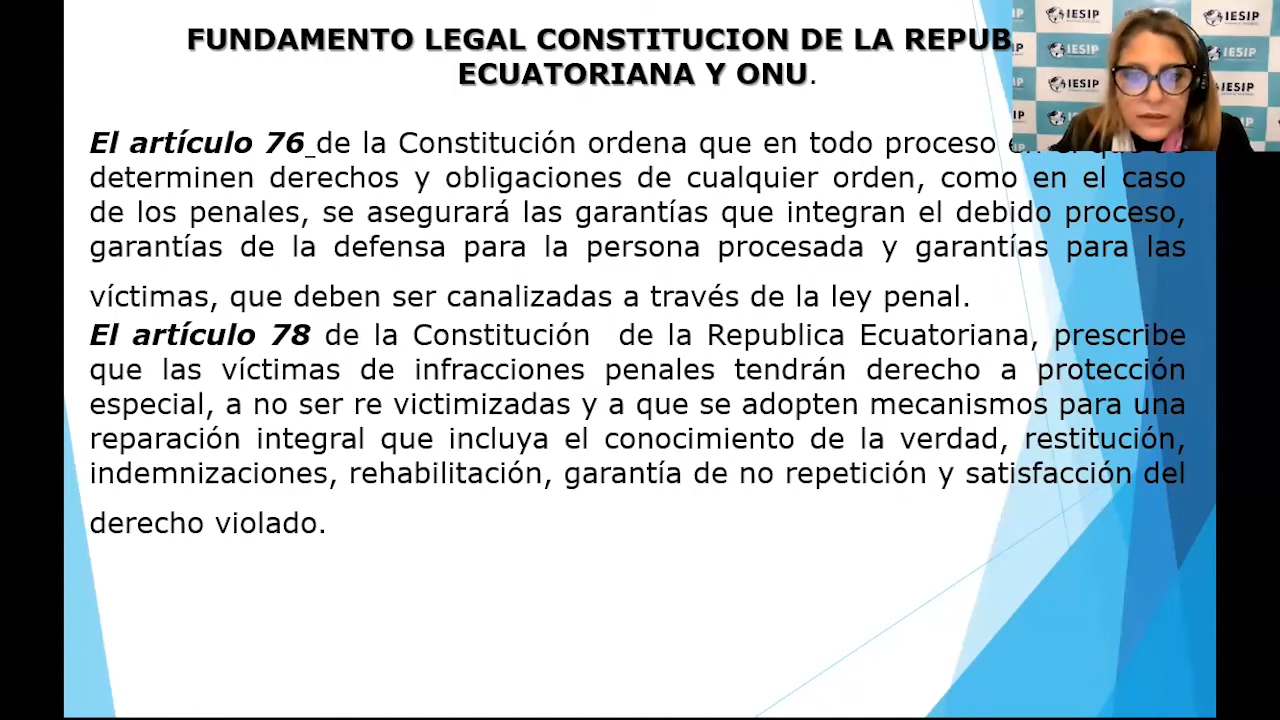 FUNDAMENTO LEGAL CONSTITUCION DE LA REPUB
ECUATORIANA Y ONU.
El artículo 76 de la Constitución ordena que en todo proceso
determinen derechos y obligaciones de cualquier orden, como en el caso
de los penales, se asegurará las garantías que integran el debido proceso,
garantías de la defensa para la persona procesada y garantías para las
víctimas, que deben ser canalizadas a través de la ley penal.
El artículo 78 de la Constitución de la Republica Ecuatoriana, prescribe
que las víctimas de infracciones penales tendrán derecho a protección
especial, a no ser re victimizadas y a que se adopten mecanismos para una
reparación integral que incluya el conocimiento de la verdad, restitución,
indemnizaciones, rehabilitación, garantía de no repetición y satisfacción del
derecho violado.
IESIP
IESIP
IESIP
IESIP
IESIP
IESIP